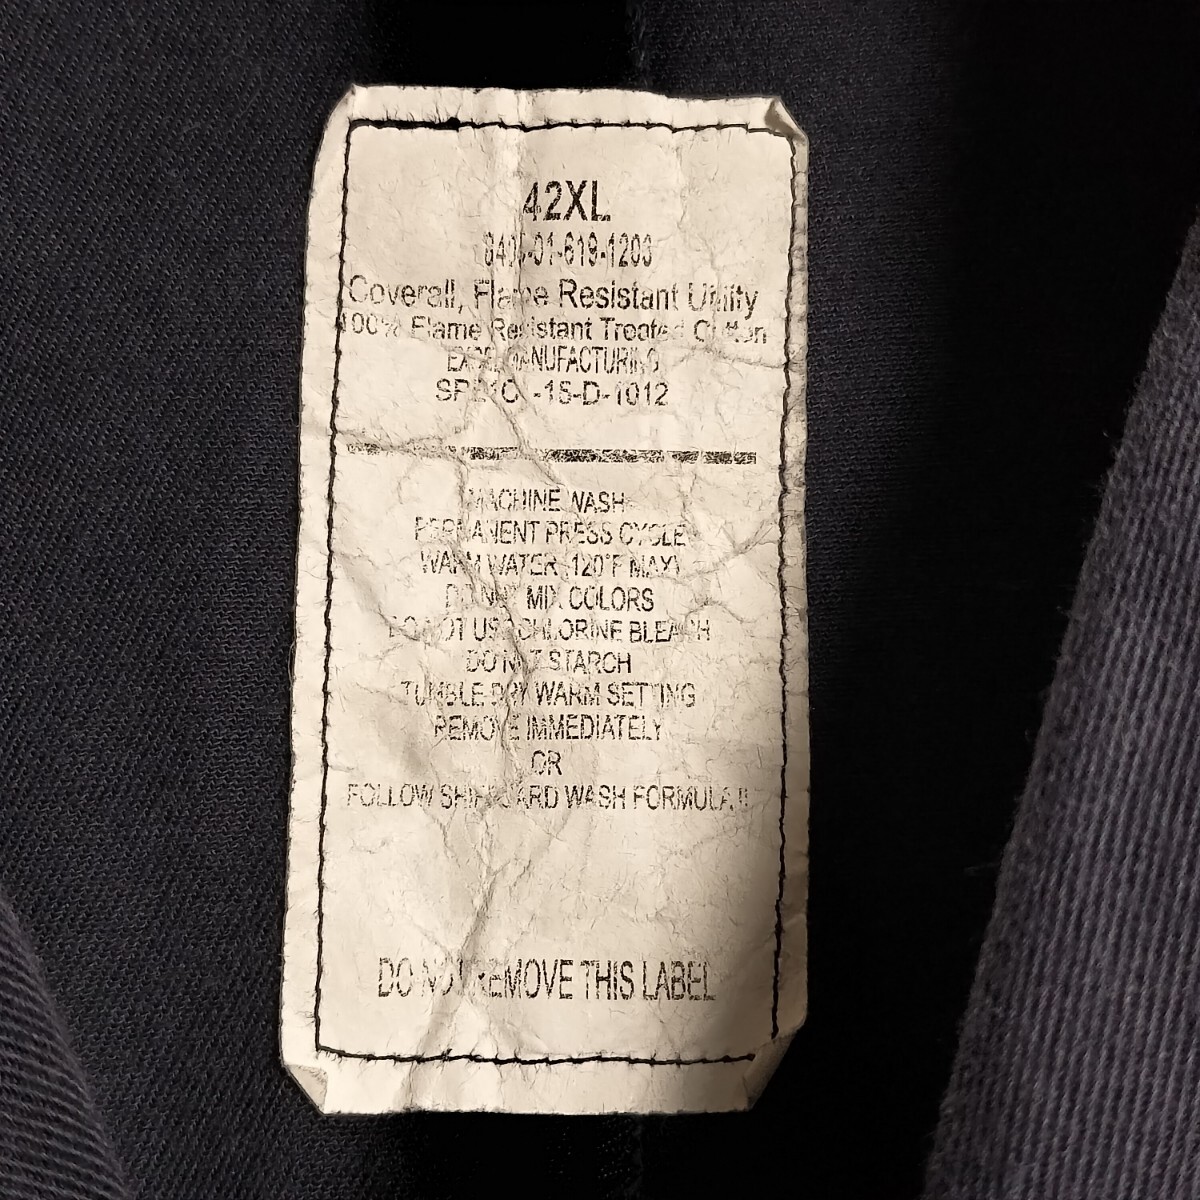 42XL
8405-01-619-1203
Coverall, Flame Resistant Utility
100% Flame Resistant Treated Cotton
EXCEL MANUFACTURING
-15-D-1012
MACHINE WASH
PERMANENT PRESS CYCLE
WARM WATER (120°F MAX)
DO NOT MIX COLORS
DO NOT USE CHLORINE BLEACH
DO NOT STARCH
TUMBLE DRY WARM SETTING
REMOVE IMMEDIATELY
OR
FOLLOW SHIPBOARD WASH FORMULA II
DO NOT REMOVE THIS LABEL